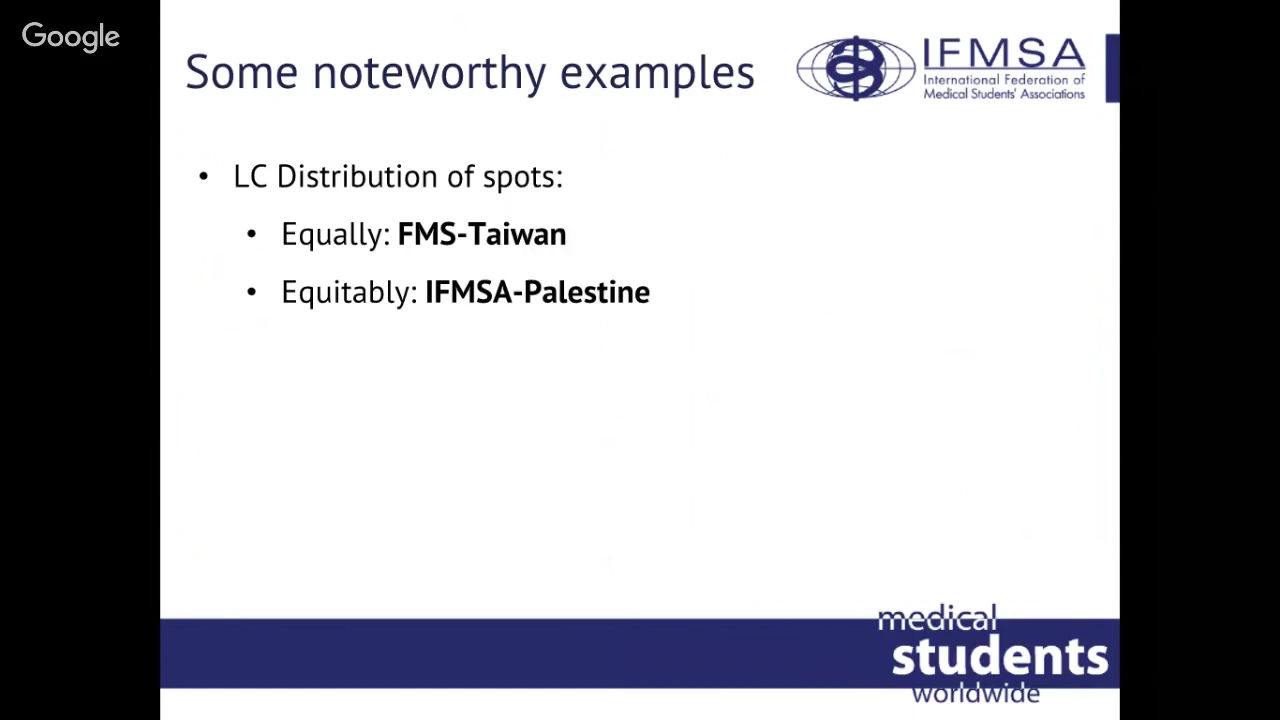 Google
Some noteworthy examples
IFMSA
International Federation of
Medical Students' Associations
• LC Distribution of spots:
• Equally: FMS-Taiwan
• Equitably: IFMSA-Palestine
medical
students
worldwide